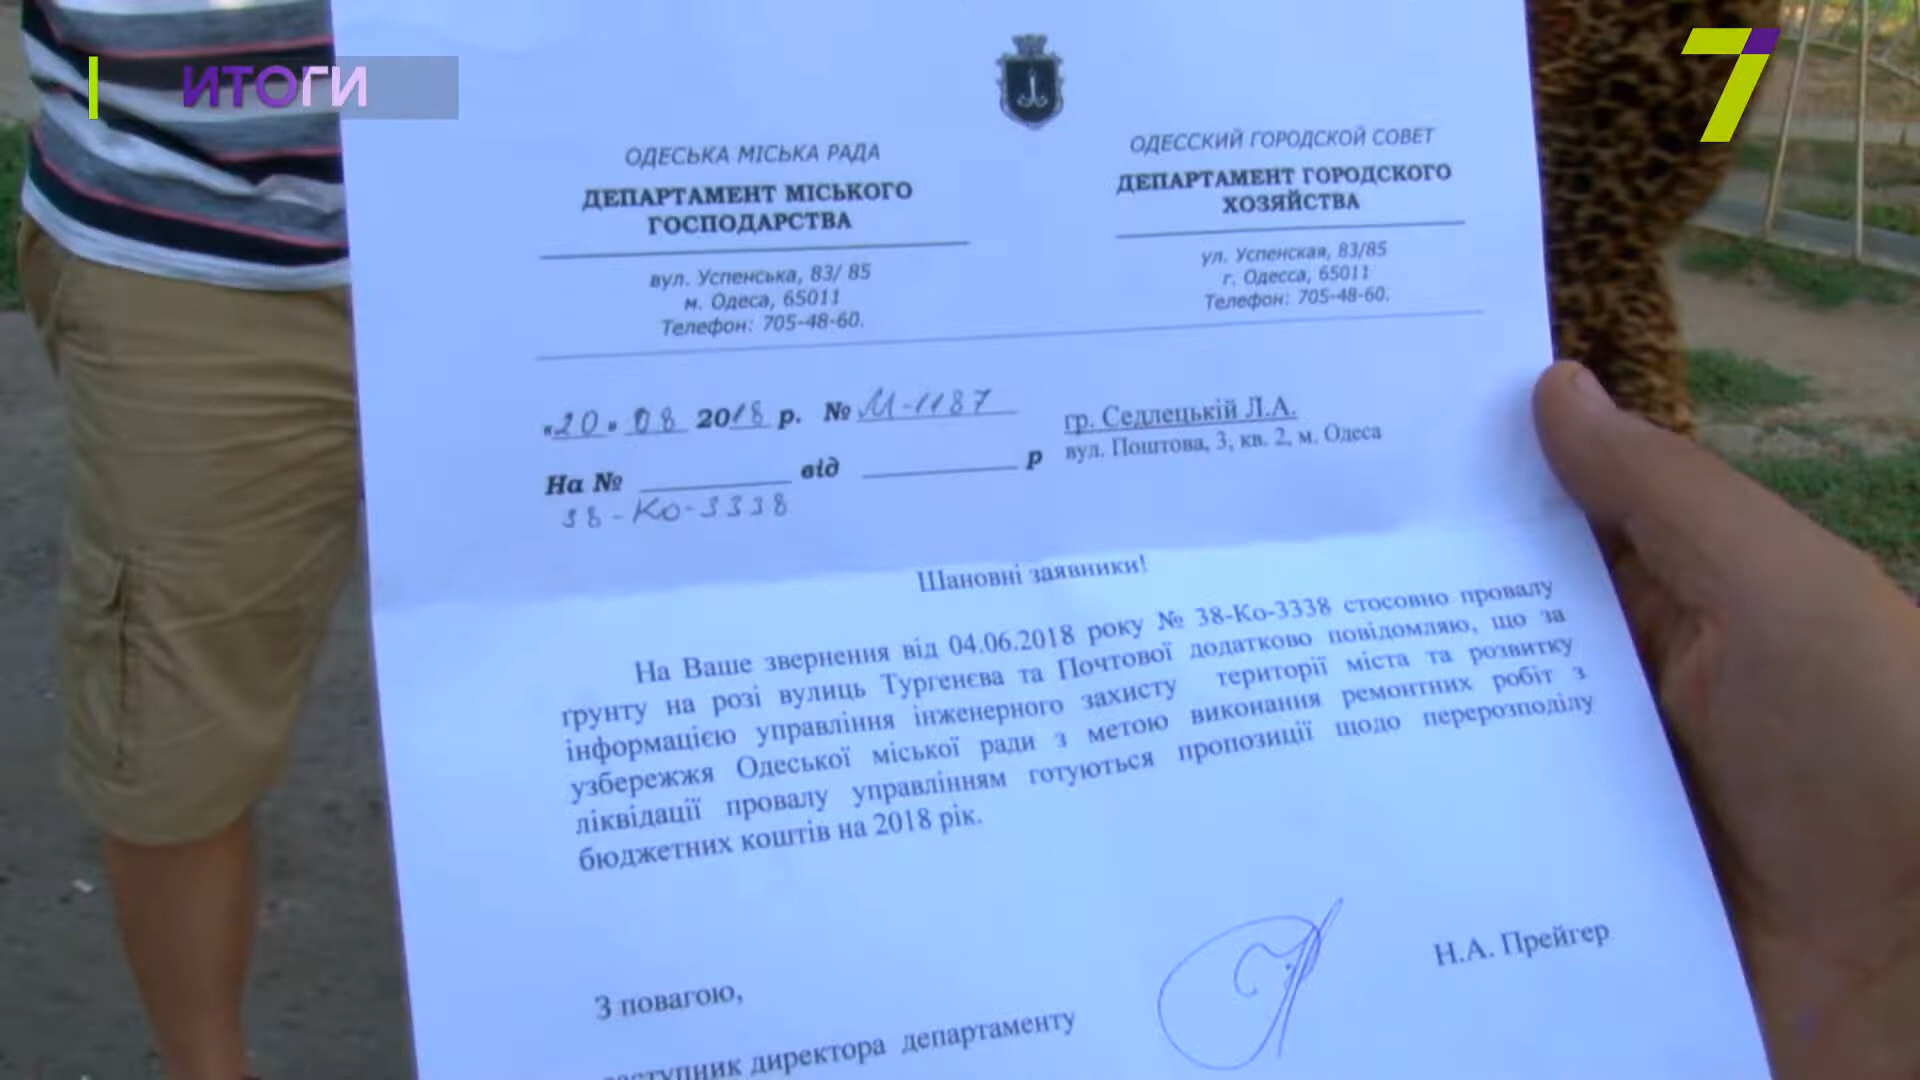 ИТОГИ
7
ОДЕСЬКА МІСЬКА РАДА
ДЕПАРТАМЕНТ МІСЬКОГО
ГОСПОДАРСТВА
вул. Успенська, 83/ 85
м. Одеса, 65011
Телефон: 705-48-60.
ОДЕССКИЙ ГОРОДСКОЙ СОВЕТ
ДЕПАРТАМЕНТ ГОРОДСКОГО
ХОЗЯЙСТВА
ул. Успенская, 83/85
г. Одесса, 65011
Телефон: 705-48-60.
«20» 08 2018 р. № М-1187
На № ________ від ________ р
38-Ко-3338
гр. Седлецькій Л.А.
вул. Поштова, 3, кв. 2, м. Одеса
Шановні заявники!
На Ваше звернення від 04.06.2018 року № 38-Ко-3338 стосовно провалу
ґрунту на розі вулиць Тургенєва та Почтової додатково повідомляю, що за
інформацією управління інженерного захисту території міста та розвитку
узбережжя Одеської міської ради з метою виконання ремонтних робіт з
ліквідації провалу управлінням готуються пропозиції щодо перерозподілу
бюджетних коштів на 2018 рік.
З повагою,
заступник директора департаменту
Н.А. Прейгер